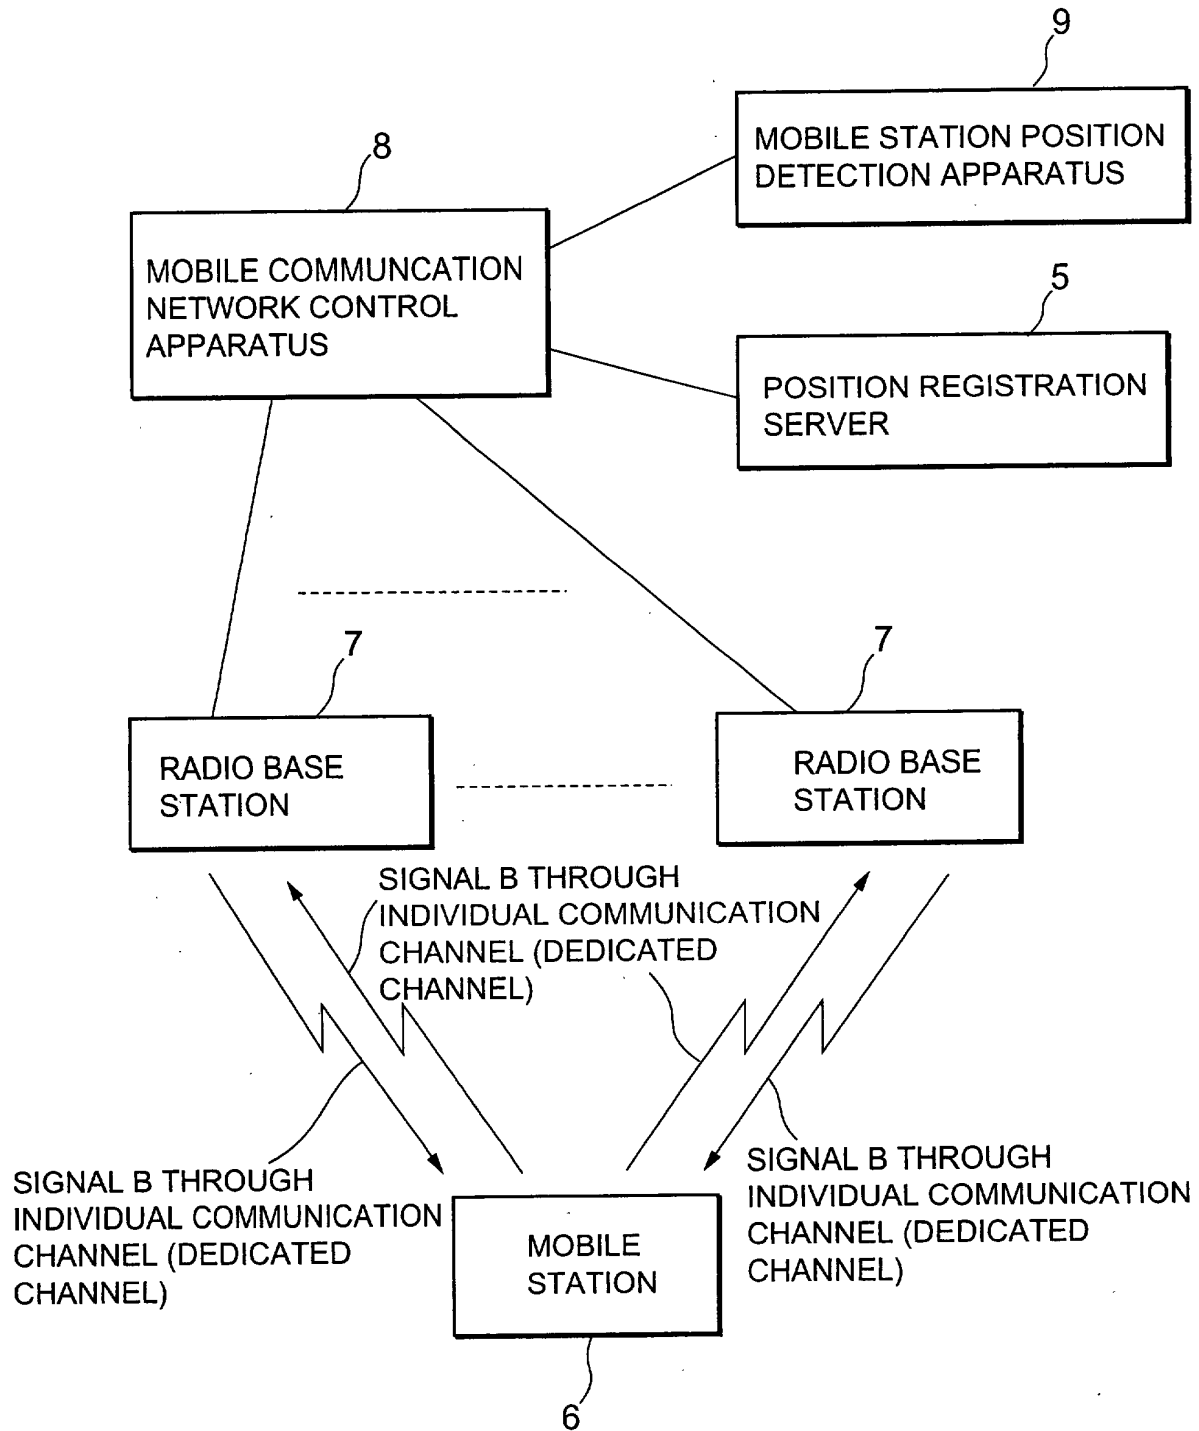 9
MOBILE STATION POSITION
DETECTION APPARATUS
8
MOBILE COMMUNCATION
NETWORK CONTROL
APPARATUS
5
POSITION REGISTRATION
SERVER
7
RADIO BASE
STATION
7
RADIO BASE
STATION
SIGNAL B THROUGH
INDIVIDUAL COMMUNICATION
CHANNEL (DEDICATED
CHANNEL)
SIGNAL B THROUGH
INDIVIDUAL COMMUNICATION
CHANNEL (DEDICATED
CHANNEL)
SIGNAL B THROUGH
INDIVIDUAL COMMUNICATION
CHANNEL (DEDICATED
CHANNEL)
MOBILE
STATION
6